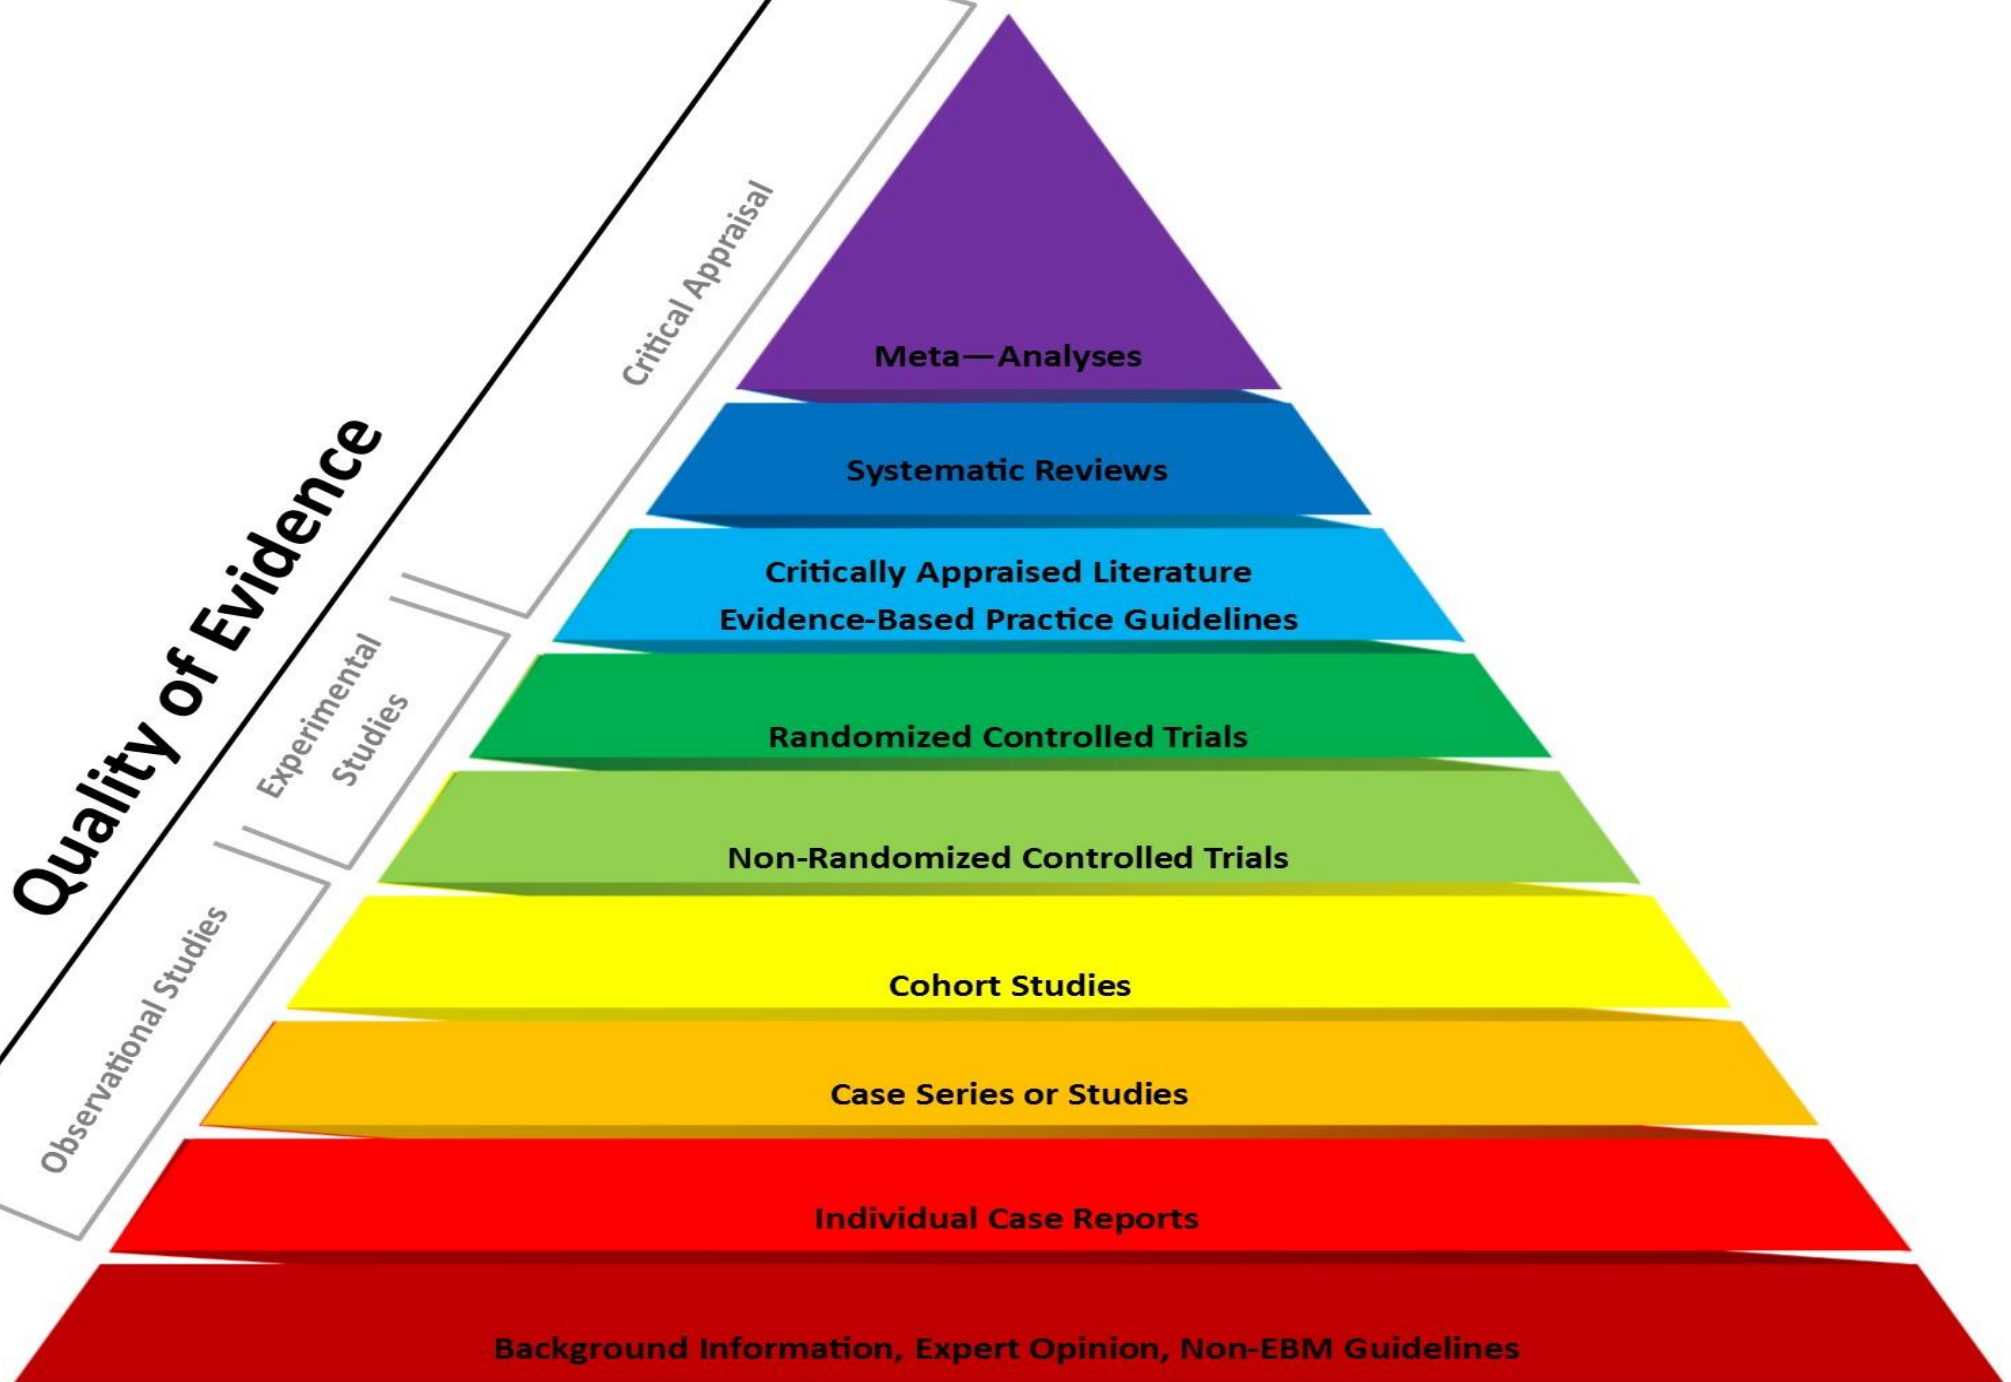 Quality of Evidence
Critical Appraisal
Experimental
Studies
Observational Studies
Meta—Analyses
Systematic Reviews
Critically Appraised Literature
Evidence-Based Practice Guidelines
Randomized Controlled Trials
Non-Randomized Controlled Trials
Cohort Studies
Case Series or Studies
Individual Case Reports
Background Information, Expert Opinion, Non-EBM Guidelines